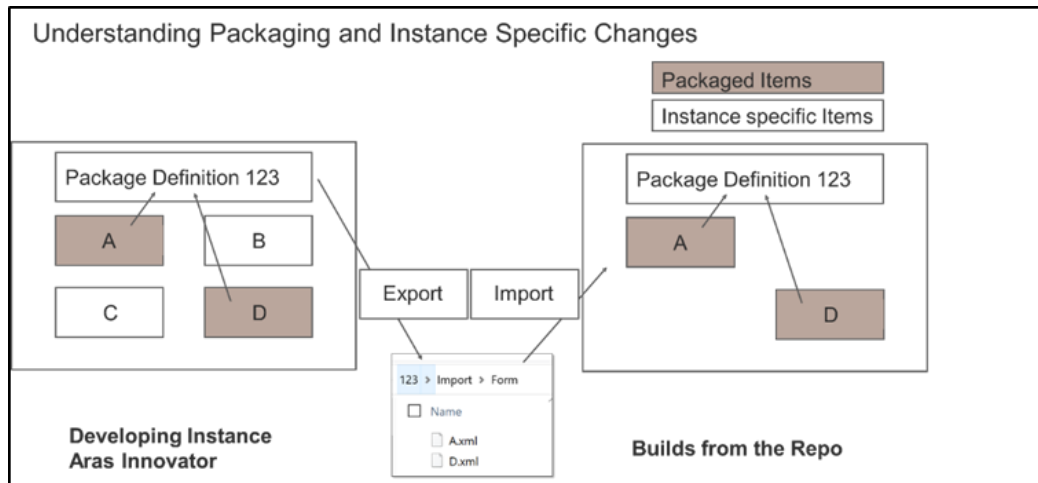 Understanding Packaging and Instance Specific Changes
Packaged Items
Instance specific Items
Package Definition 123
A
B
C
D
Export
Import
123 > Import > Form
Name
A.xml
D.xml
Package Definition 123
A
D
Developing Instance
Aras Innovator
Builds from the Repo